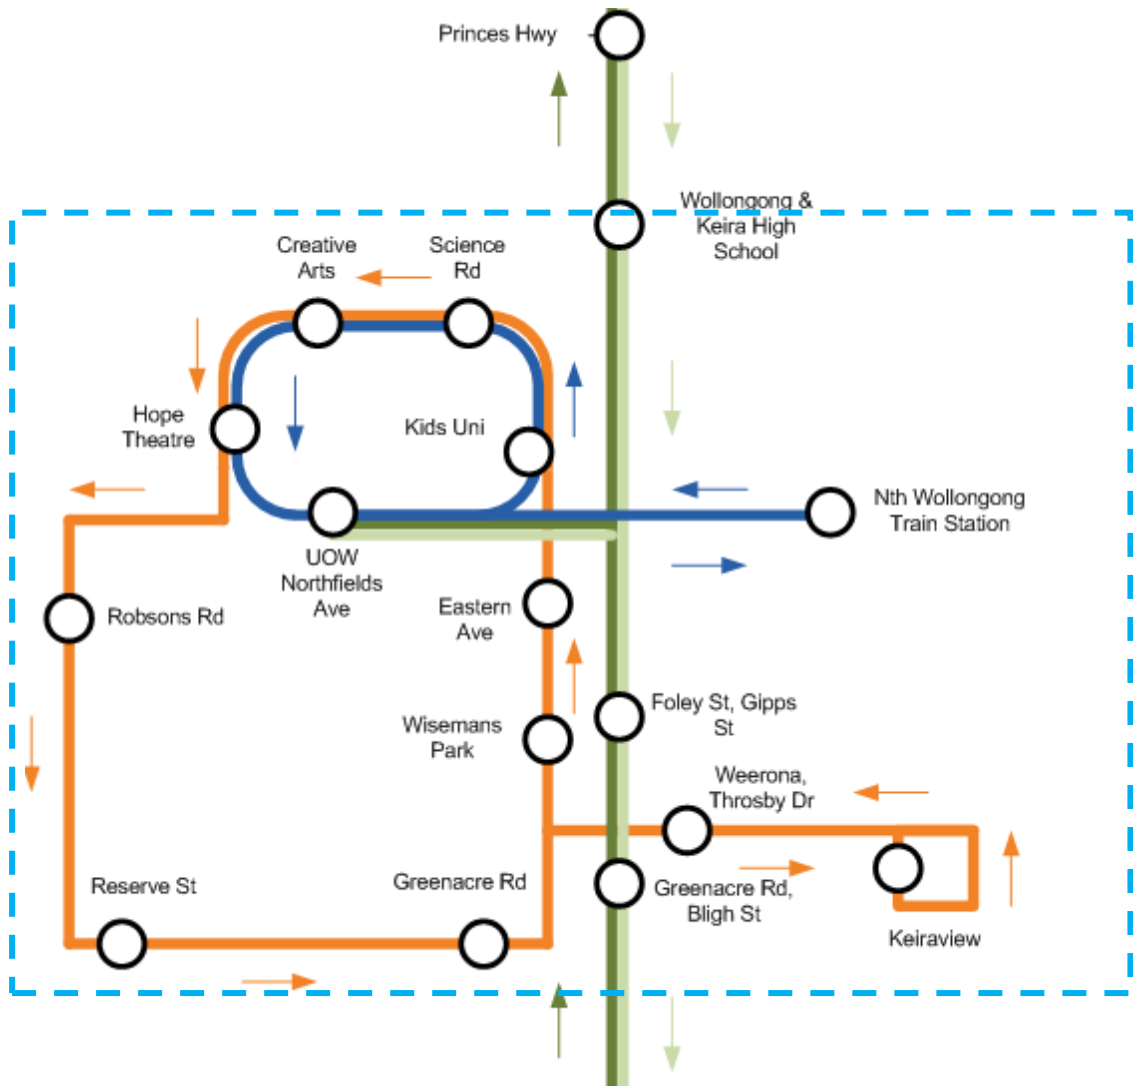 Princes Hwy
Wollongong &
Keira High
School
Creative
Arts
Science
Rd
Hope
Theatre
Kids Uni
Nth Wollongong
Train Station
UOW
Northfields
Ave
Eastern
Ave
Robsons Rd
Foley St, Gipps
St
Wisemans
Park
Weerona,
Throsby Dr
Reserve St
Greenacre Rd
Greenacre Rd,
Bligh St
Keiraview